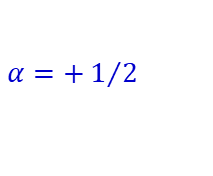 α = + 1/2